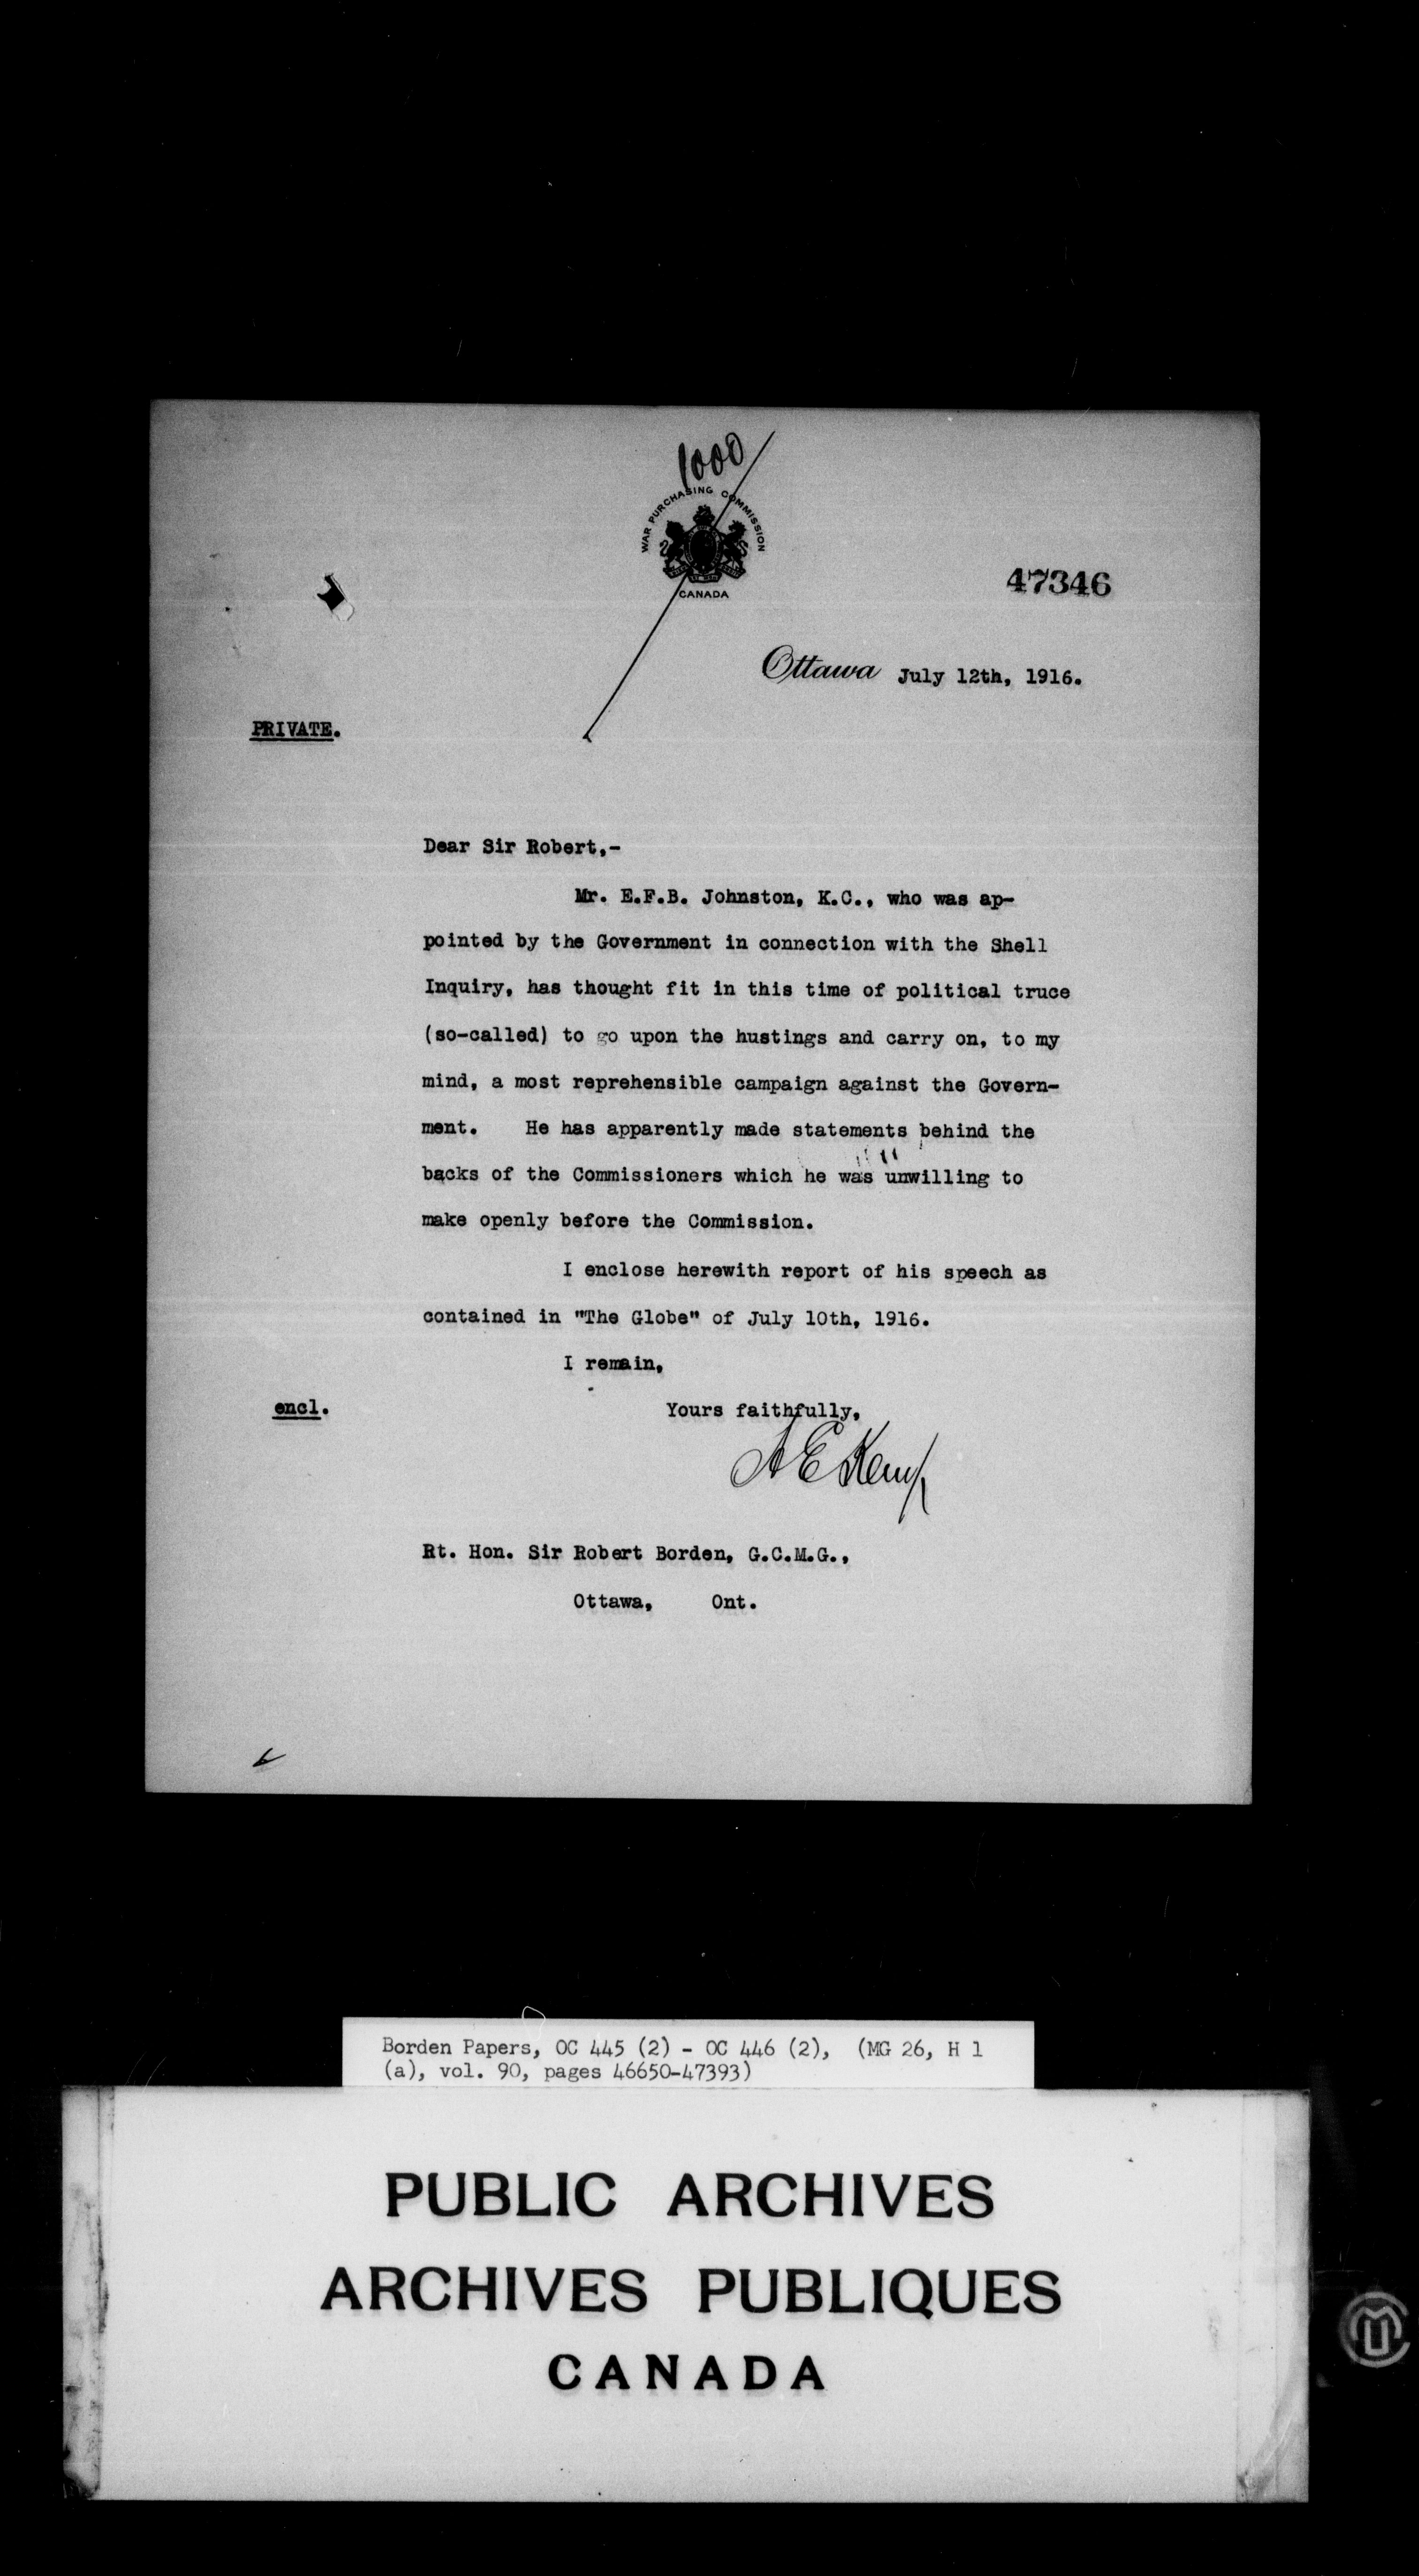 1000
WAR PURCHASING COMMISSION
CANADA
47346
Ottawa July 12th, 1916.
PRIVATE.
Dear Sir Robert,-
Mr. E.F.B. Johnston, K.C., who was ap-
pointed by the Government in connection with the Shell
Inquiry, has thought fit in this time of political truce
(so-called) to go upon the hustings and carry on, to my
mind, a most reprehensible campaign against the Govern-
ment. He has apparently made statements behind the
backs of the Commissioners which he was unwilling to
make openly before the Commission.
I enclose herewith report of his speech as
contained in "The Globe" of July 10th, 1916.
I remain,
encl.
Yours faithfully,
A E Kemp
Rt. Hon. Sir Robert Borden, G.C.M.G.,
Ottawa, Ont.
Borden Papers, OC 445 (2) - OC 446 (2), (MG 26, H 1
(a), vol. 90, pages 46650-47393)
PUBLIC ARCHIVES
ARCHIVES PUBLIQUES
CANADA